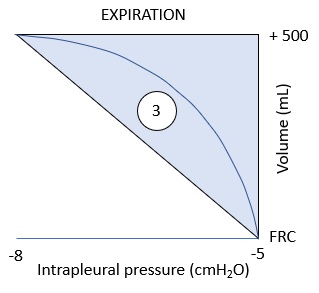 EXPIRATION
+ 500
3
Volume (mL)
FRC
-8
-5
Intrapleural pressure (cmH₂O)